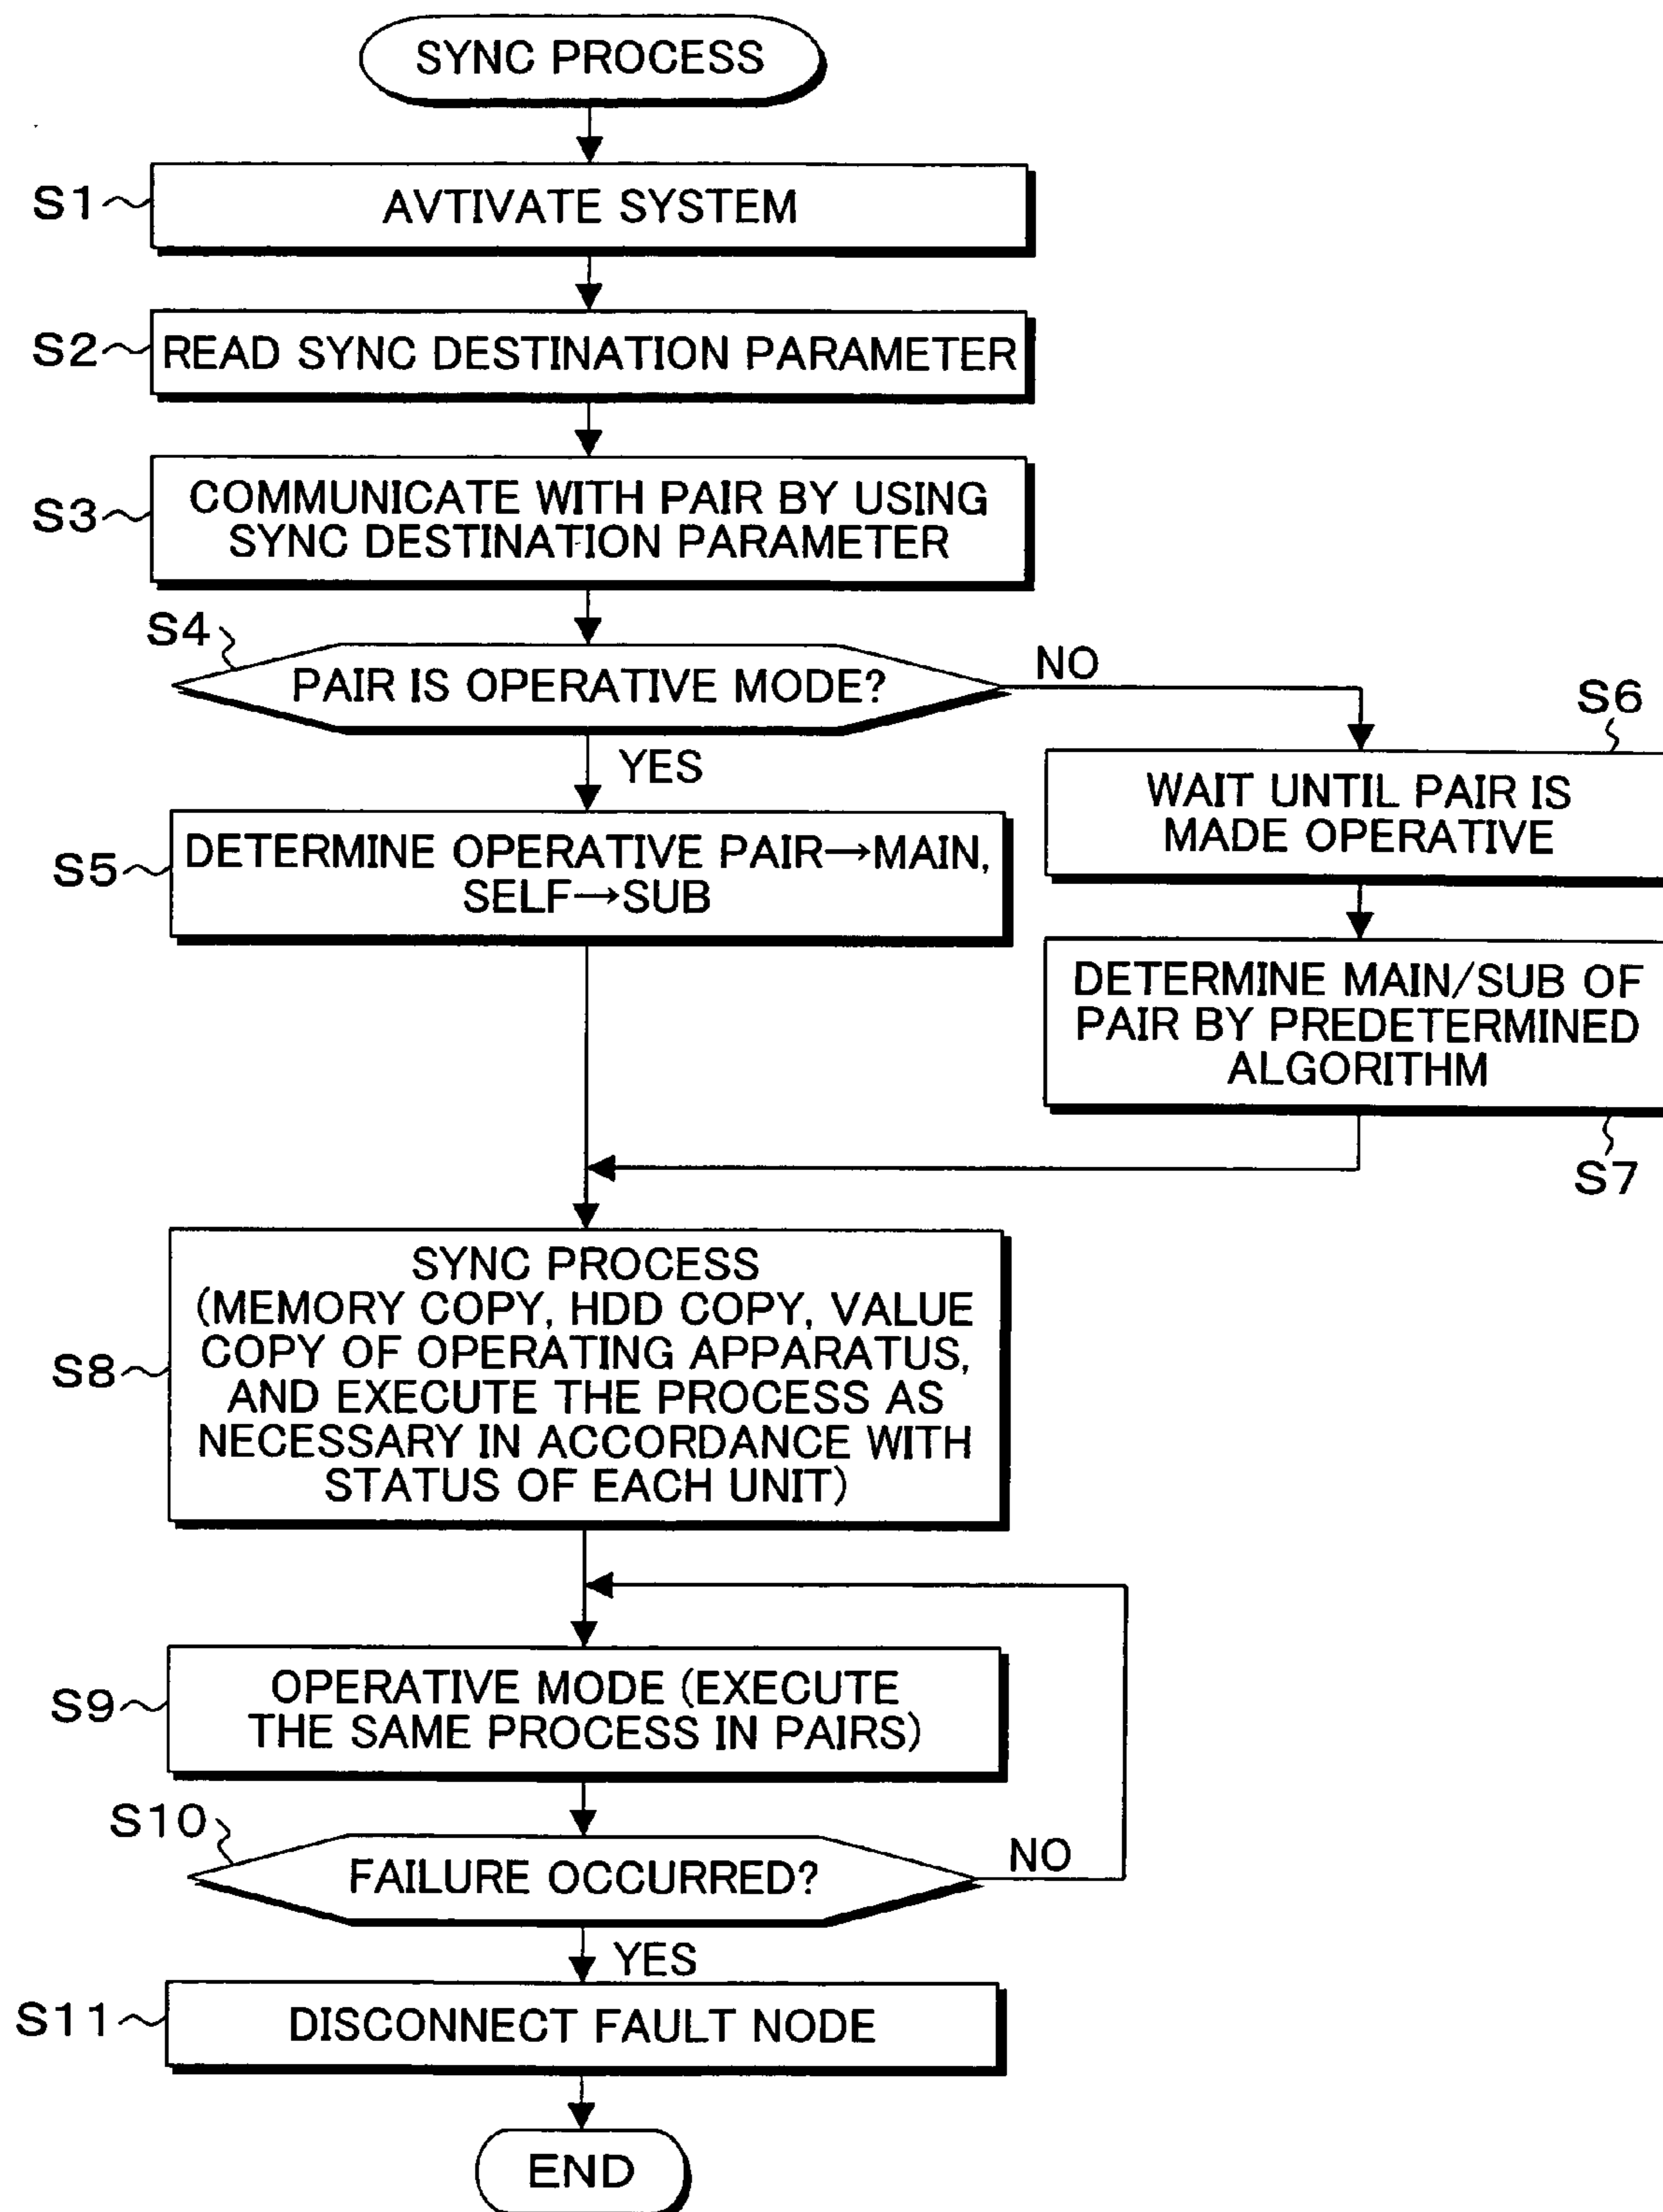 SYNC PROCESS
S1
AVTIVATE SYSTEM
S2
READ SYNC DESTINATION PARAMETER
S3
COMMUNICATE WITH PAIR BY USING
SYNC DESTINATION PARAMETER
S4
PAIR IS OPERATIVE MODE?
NO
YES
S5
DETERMINE OPERATIVE PAIR→MAIN,
SELF→SUB
S6
WAIT UNTIL PAIR IS
MADE OPERATIVE
DETERMINE MAIN/SUB OF
PAIR BY PREDETERMINED
ALGORITHM
S7
S8
SYNC PROCESS
(MEMORY COPY, HDD COPY, VALUE
COPY OF OPERATING APPARATUS,
AND EXECUTE THE PROCESS AS
NECESSARY IN ACCORDANCE WITH
STATUS OF EACH UNIT)
S9
OPERATIVE MODE (EXECUTE
THE SAME PROCESS IN PAIRS)
S10
FAILURE OCCURRED?
NO
YES
S11
DISCONNECT FAULT NODE
END